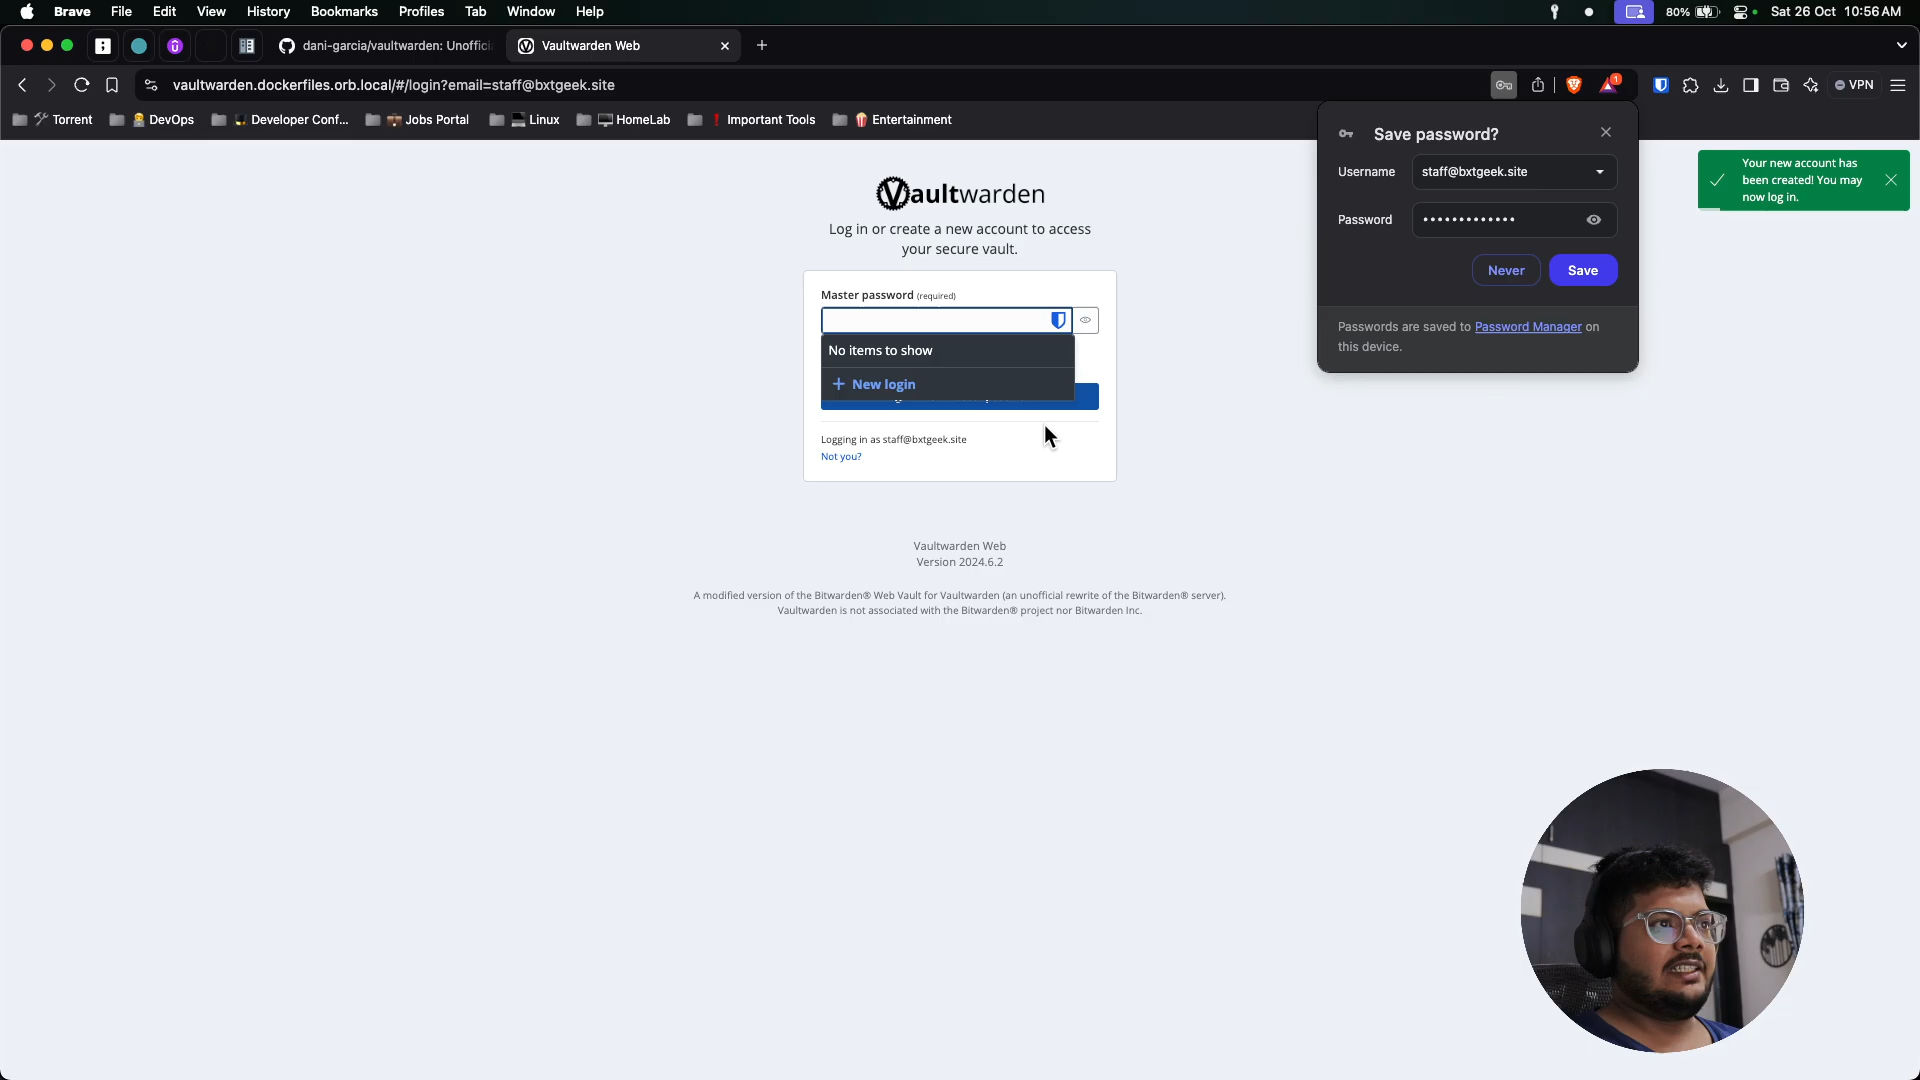 Brave File Edit View History Bookmarks Profiles Tab Window Help 80% Sat 26 Oct 10:56 AM
dani-garcia/vaultwarden: Unoffici
Vaultwarden Web
vaultwarden.dockerfiles.orb.local/#/login?email=staff@bxtgeek.site
1
VPN
Torrent DevOps Developer Conf... Jobs Portal Linux HomeLab Important Tools Entertainment
Vaultwarden
Log in or create a new account to access
your secure vault.
Master password (required)
No items to show
+ New login
Logging in as staff@bxtgeek.site
Not you?
Vaultwarden Web
Version 2024.6.2
A modified version of the Bitwarden® Web Vault for Vaultwarden (an unofficial rewrite of the Bitwarden® server).
Vaultwarden is not associated with the Bitwarden® project nor Bitwarden Inc.
Save password?
Username staff@bxtgeek.site
Password •••••••••••••
Never Save
Passwords are saved to Password Manager on
this device.
Your new account has
been created! You may
now log in.